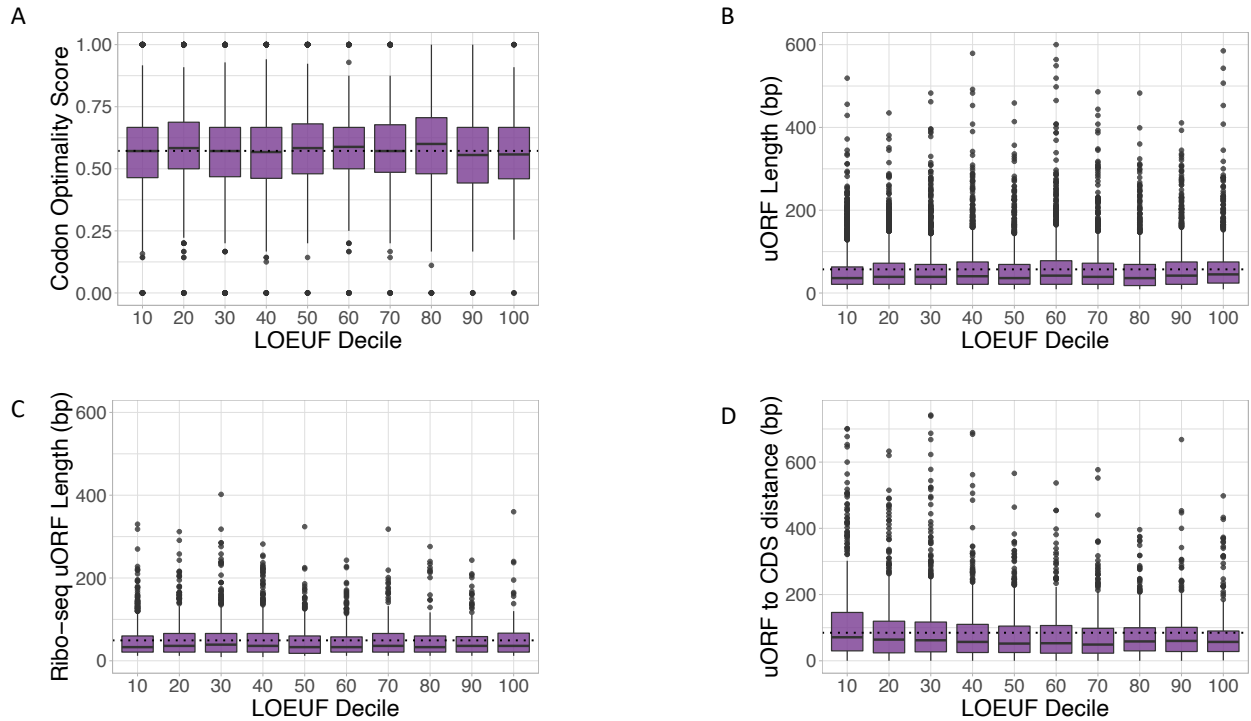 A
Codon Optimality Score
1.00
0.75
0.50
0.25
0.00
10 20 30 40 50 60 70 80 90 100
LOEUF Decile
B
uORF Length (bp)
600
400
200
0
10 20 30 40 50 60 70 80 90 100
LOEUF Decile
C
Ribo−seq uORF Length (bp)
600
400
200
0
10 20 30 40 50 60 70 80 90 100
LOEUF Decile
D
uORF to CDS distance (bp)
600
400
200
0
10 20 30 40 50 60 70 80 90 100
LOEUF Decile